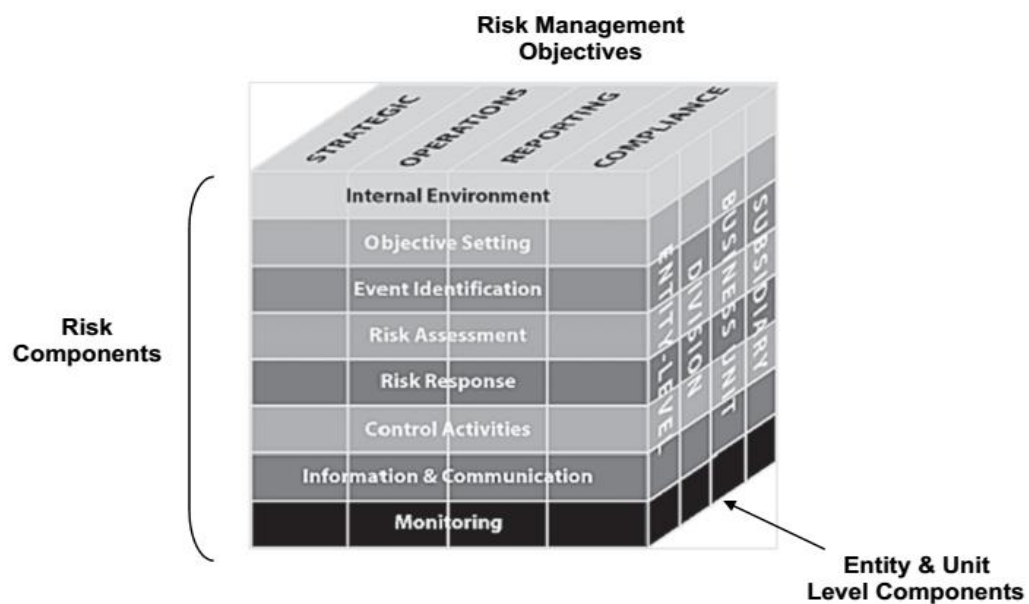 Risk Management
Objectives
STRATEGIC
OPERATIONS
REPORTING
COMPLIANCE
Internal Environment
Objective Setting
Event Identification
Risk Assessment
Risk Response
Control Activities
Information & Communication
Monitoring
ENTITY-LEVEL
DIVISION
BUSINESS UNIT
SUBSIDIARY
Risk
Components
Entity & Unit
Level Components